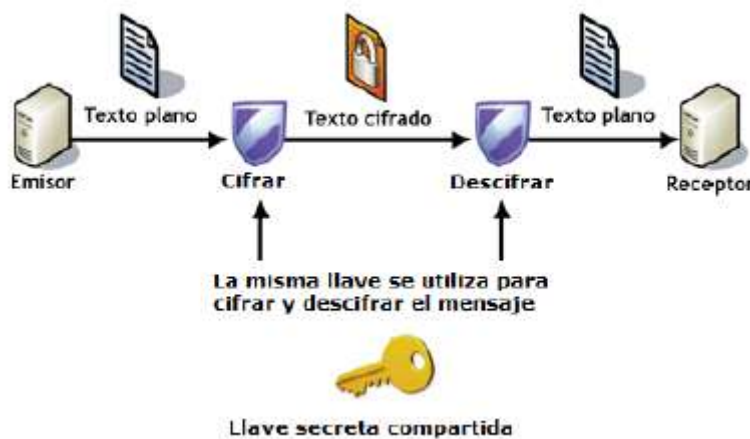 Texto plano
Texto cifrado
Texto plano
Emisor
Cifrar
Descifrar
Receptor
La misma llave se utiliza para
cifrar y descifrar el mensaje
Llave secreta compartida